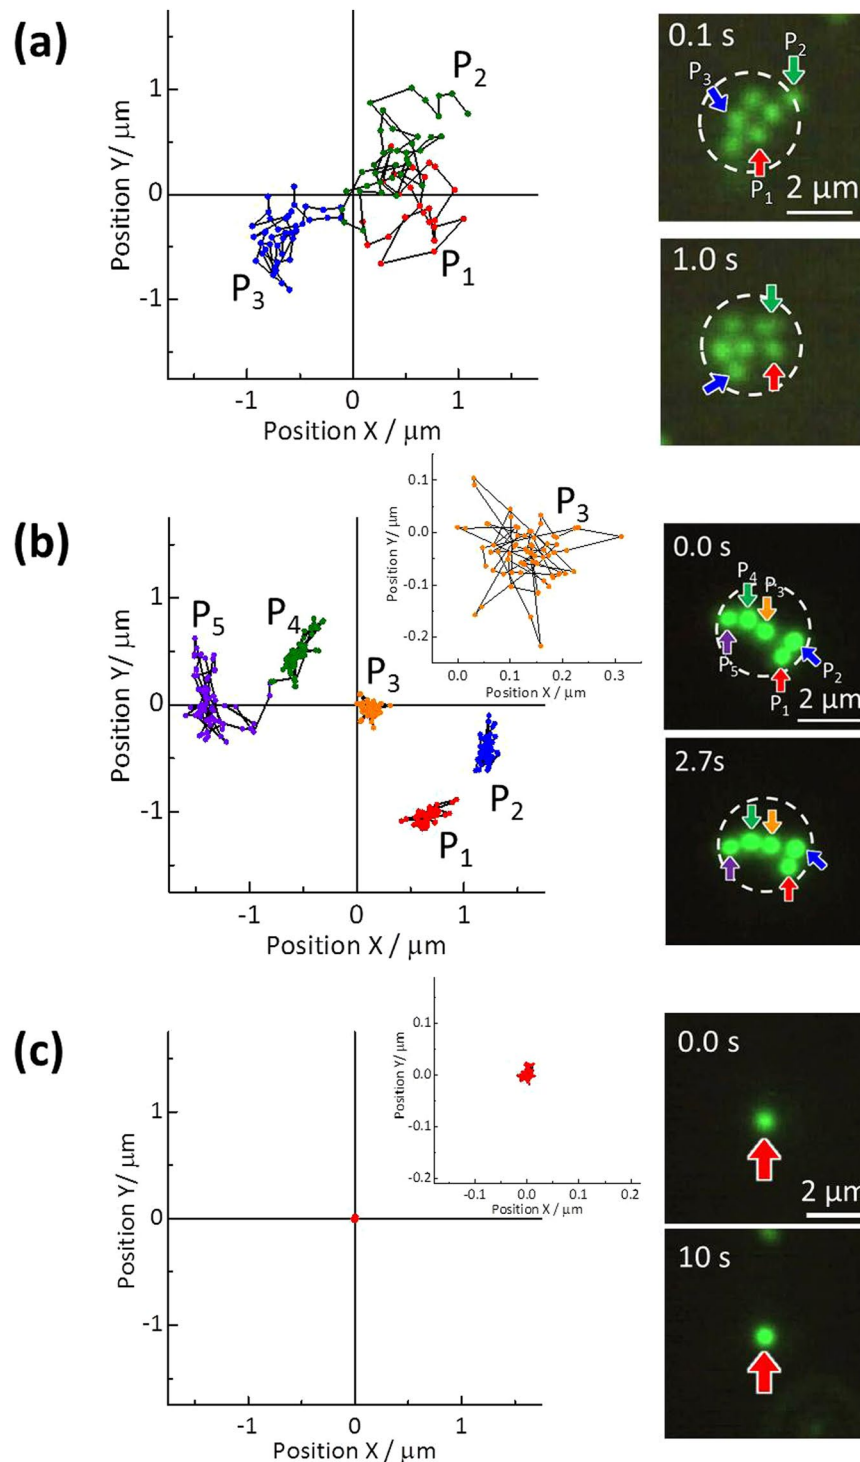 (a)
Position Y/ μm
1
0
-1
-1
0
1
Position X / μm
P2
P1
P3
0.1 s
P2
P3
P1
2 μm
1.0 s
(b)
Position Y/ μm
1
0
-1
-1
0
1
Position X / μm
P5
P4
P3
P2
P1
Position Y/ μm
0.1
0.0
-0.1
-0.2
0.0
0.1
0.2
0.3
Position X / μm
P3
0.0 s
P4
P3
P5
P2
P1
2 μm
2.7s
(c)
Position Y/ μm
1
0
-1
-1
0
1
Position X / μm
Position Y/ μm
0.1
0.0
-0.1
-0.2
-0.1
0.0
0.1
0.2
Position X / μm
0.0 s
2 μm
10 s